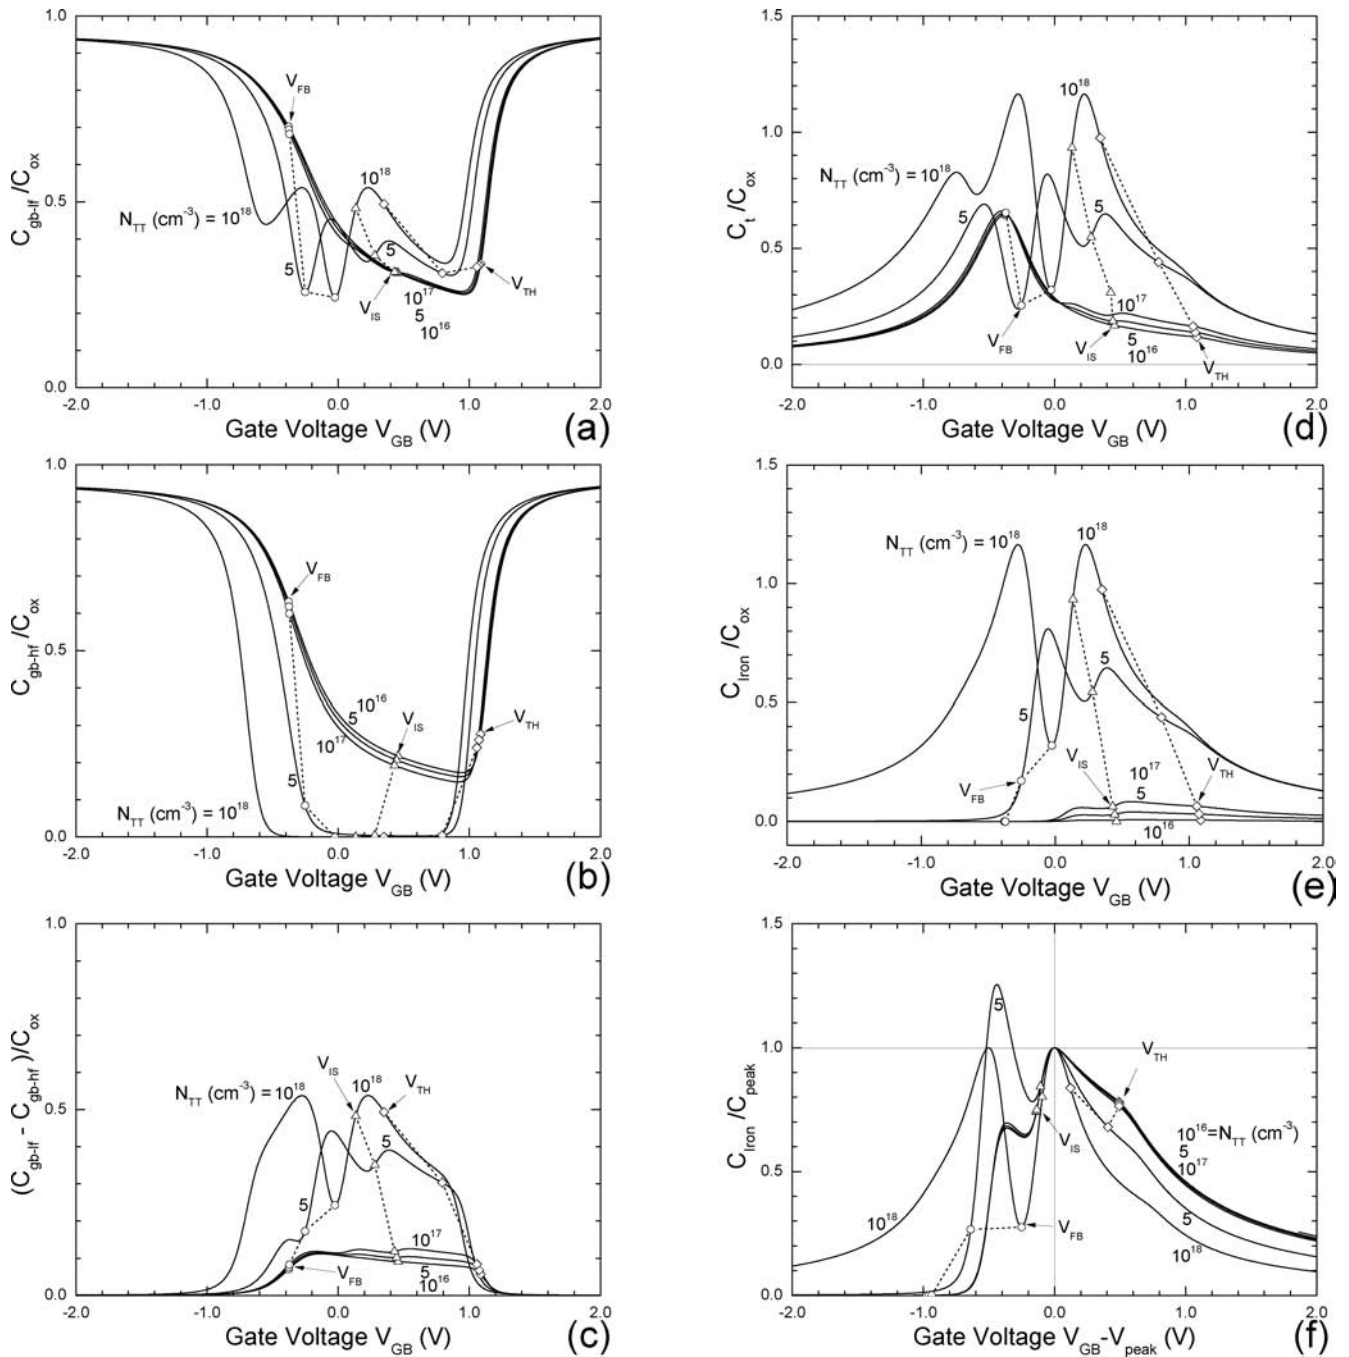 1.0
0.5
0.0
C_gb-lf /C_ox
V_FB
N_TT (cm^-3) = 10^18
10^18
5
5
V_IS
10^17
5
10^16
V_TH
-2.0 -1.0 0.0 1.0 2.0
Gate Voltage V_GB (V)
(a)
1.0
0.5
0.0
C_gb-hf /C_ox
V_FB
5 10^16
10^17
V_IS
V_TH
5
N_TT (cm^-3) = 10^18
-2.0 -1.0 0.0 1.0 2.0
Gate Voltage V_GB (V)
(b)
1.0
0.5
0.0
(C_gb-lf - C_gb-hf)/C_ox
N_TT (cm^-3) = 10^18
V_IS
10^18
V_TH
5
5
10^17
5
10^16
V_FB
-2.0 -1.0 0.0 1.0 2.0
Gate Voltage V_GB (V)
(c)
1.5
1.0
0.5
0.0
C_t/C_ox
10^18
N_TT (cm^-3) = 10^18
5
5
V_FB
V_IS
10^17
5
10^16
V_TH
-2.0 -1.0 0.0 1.0 2.0
Gate Voltage V_GB (V)
(d)
1.5
1.0
0.5
0.0
C_Iron /C_ox
N_TT (cm^-3) = 10^18
10^18
5
5
V_FB
V_IS
10^17
5
10^16
V_TH
-2.0 -1.0 0.0 1.0 2.0
Gate Voltage V_GB (V)
(e)
1.5
1.0
0.5
0.0
C_Iron /C_peak
5
V_TH
V_IS
10^16=N_TT (cm^-3)
5
10^17
10^18
V_FB
5
10^18
-2.0 -1.0 0.0 1.0 2.0
Gate Voltage V_GB-V_peak (V)
(f)